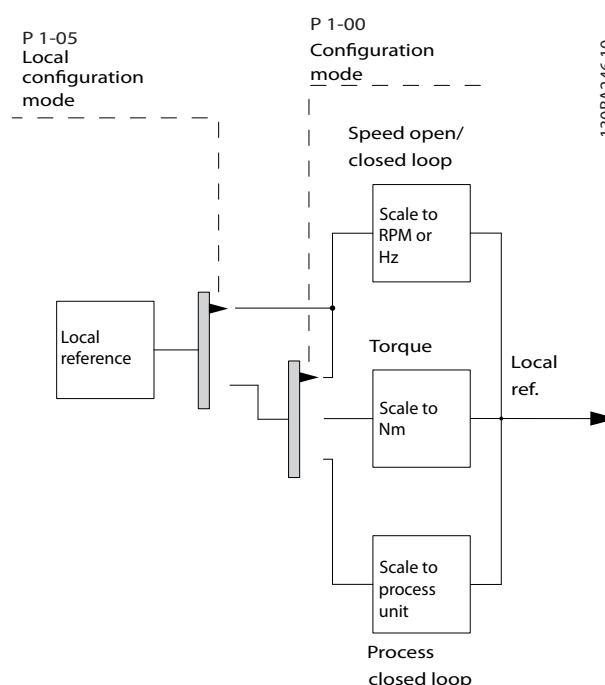 P 1-05
Local
configuration
mode
P 1-00
Configuration
mode
Speed open/
closed loop
Scale to
RPM or
Hz
Local
reference
Torque
Scale to
Nm
Local
ref.
Scale to
process
unit
Process
closed loop